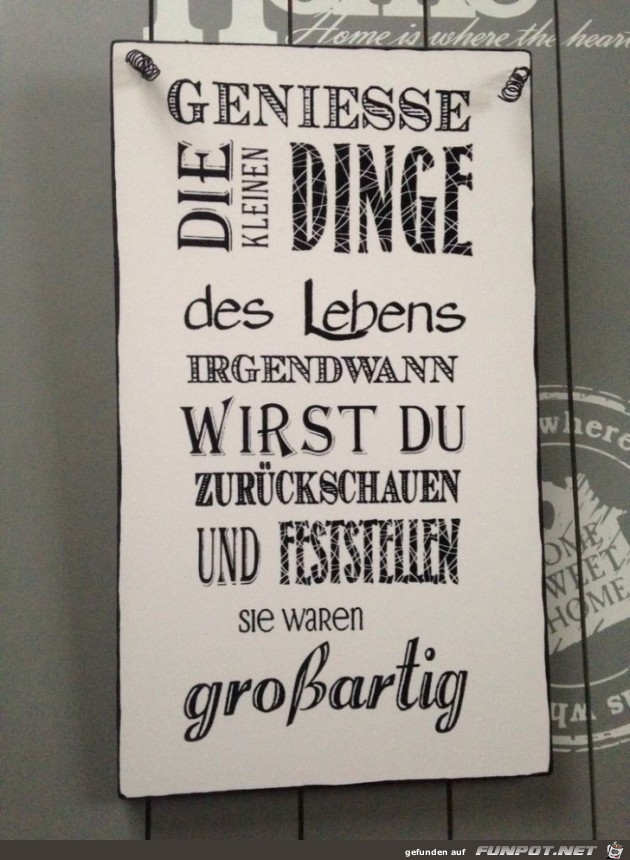 Home is where the heart
GENIESSE
DIE KLEINEN DINGE
des Lebens
IRGENDWANN
WIRST DU
ZURÜCKSCHAUEN
UND FESTSTELLEN
SIE WAREN
großartig
where
HOME
SWEET
HOME
gefunden auf FUNPOT.NET